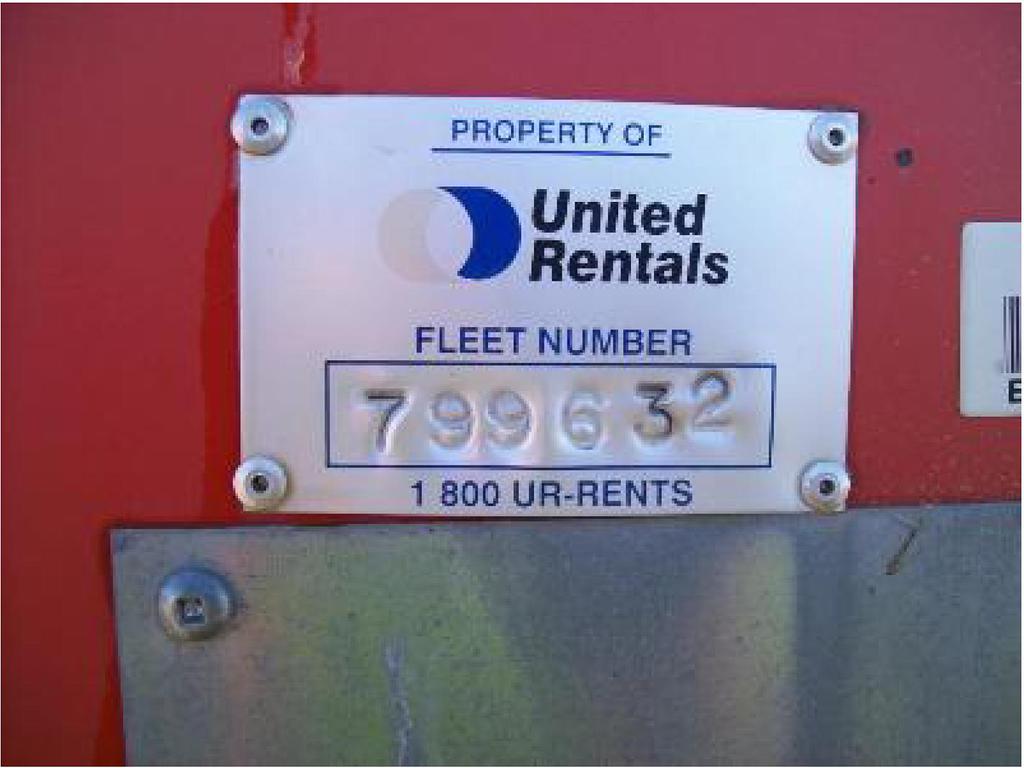 PROPERTY OF
United
Rentals
FLEET NUMBER
799632
1 800 UR-RENTS
E